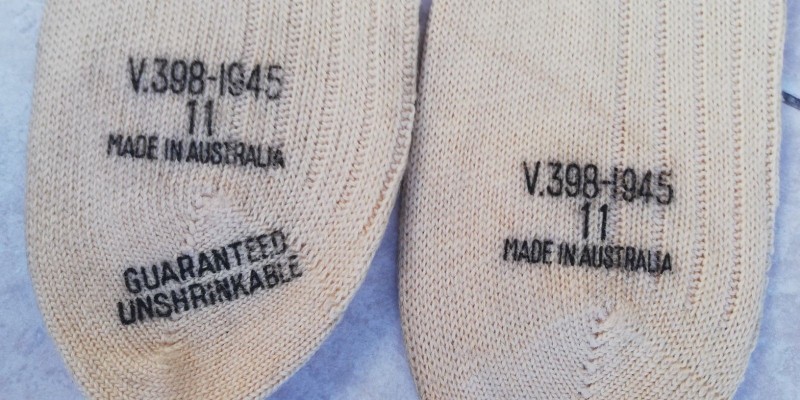 V.398-1945
11
MADE IN AUSTRALIA
GUARANTEED
UNSHRINKABLE
V.398-1945
11
MADE IN AUSTRALIA